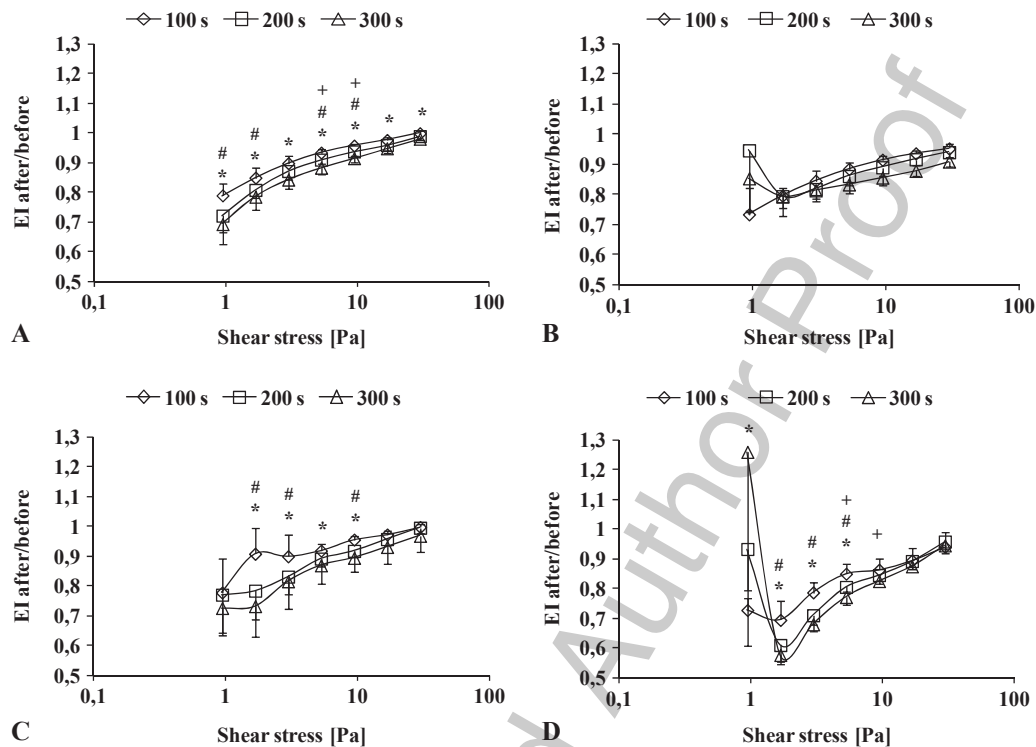 100 s 200 s 300 s
EI after/before
1,3
1,2
1,1
1
0,9
0,8
0,7
0,6
0,5
# # + +
* * * # # * *
* *
0,1 1 10 100
Shear stress [Pa]
A
100 s 200 s 300 s
EI after/before
1,3
1,2
1,1
1
0,9
0,8
0,7
0,6
0,5
0,1 1 10 100
Shear stress [Pa]
B
100 s 200 s 300 s
EI after/before
1,3
1,2
1,1
1
0,9
0,8
0,7
0,6
0,5
# # #
* * * *
0,1 1 10 100
Shear stress [Pa]
C
100 s 200 s 300 s
EI after/before
1,3
1,2
1,1
1
0,9
0,8
0,7
0,6
0,5
*
+
# # # +
* * *
0,1 1 10 100
Shear stress [Pa]
D
Author Proof